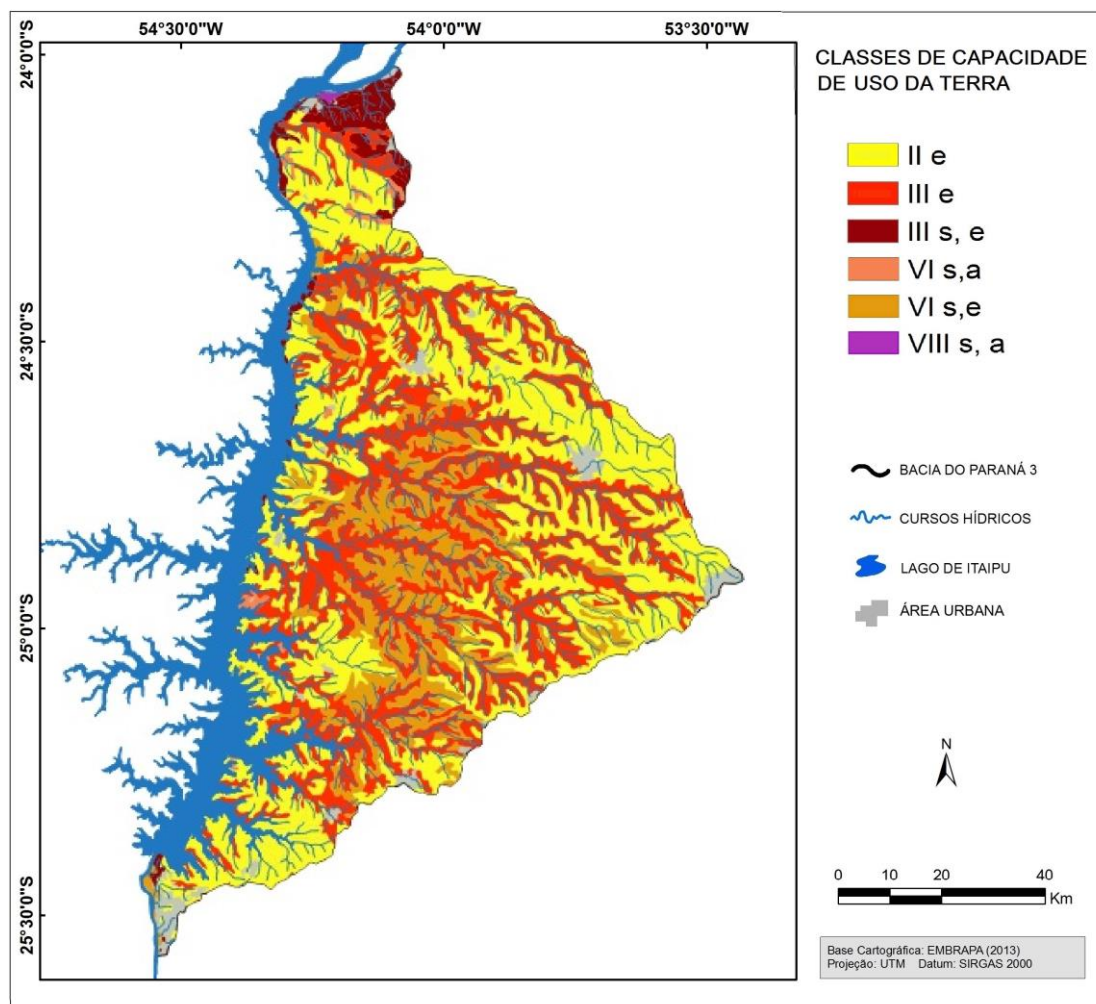 54°30'0"W 54°0'0"W 53°30'0"W
24°0'0"S
24°30'0"S
25°0'0"S
25°30'0"S
CLASSES DE CAPACIDADE
DE USO DA TERRA
II e
III e
III s, e
VI s,a
VI s,e
VIII s, a
BACIA DO PARANÁ 3
CURSOS HÍDRICOS
LAGO DE ITAIPU
ÁREA URBANA
N
0 10 20 40
Km
Base Cartográfica: EMBRAPA (2013)
Projeção: UTM Datum: SIRGAS 2000